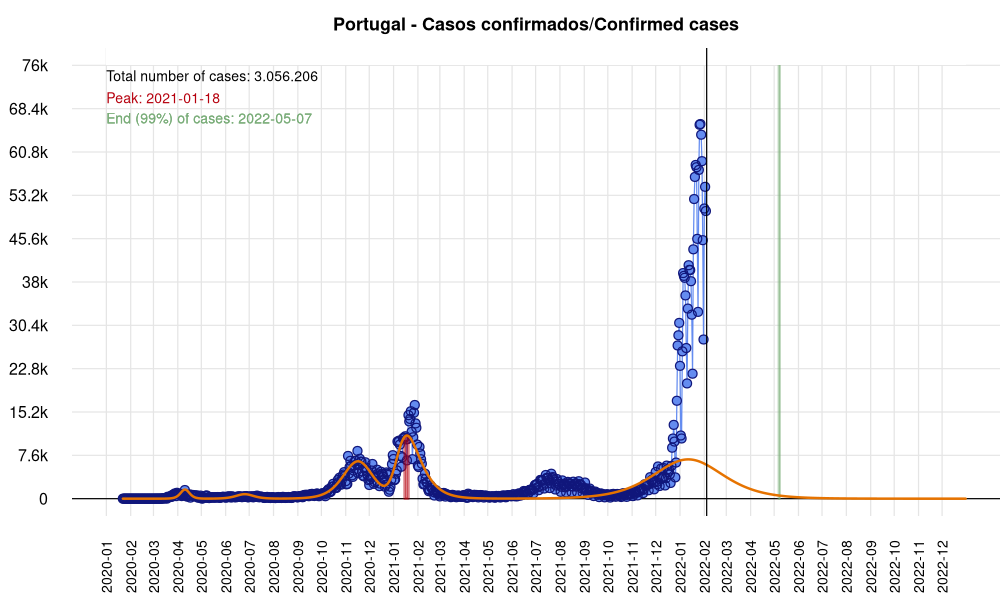 Portugal - Casos confirmados/Confirmed cases
76k
Total number of cases: 3.056.206
Peak: 2021-01-18
End (99%) of cases: 2022-05-07
68.4k
60.8k
53.2k
45.6k
38k
30.4k
22.8k
15.2k
7.6k
0
2020-01
2020-02
2020-03
2020-04
2020-05
2020-06
2020-07
2020-08
2020-09
2020-10
2020-11
2020-12
2021-01
2021-02
2021-03
2021-04
2021-05
2021-06
2021-07
2021-08
2021-09
2021-10
2021-11
2021-12
2022-01
2022-02
2022-03
2022-04
2022-05
2022-06
2022-07
2022-08
2022-09
2022-10
2022-11
2022-12